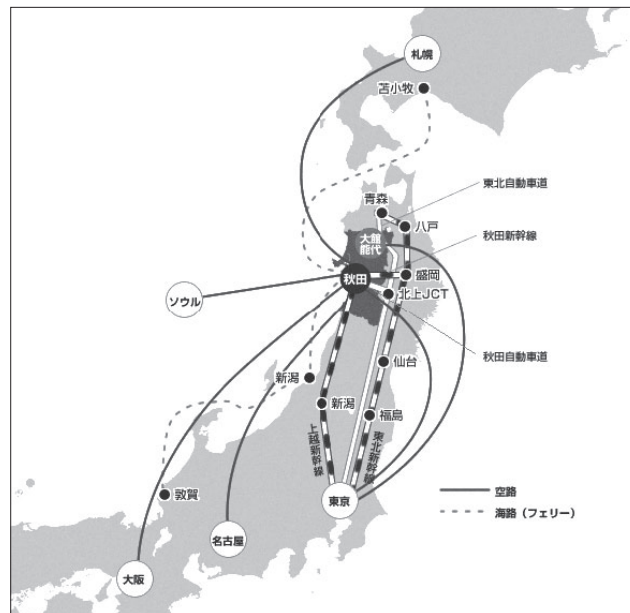 札幌
苫小牧
東北自動車道
青森
八戸
大館
能代
秋田新幹線
秋田
盛岡
北上JCT
ソウル
秋田自動車道
仙台
新潟
新潟
福島
上越新幹線
東北新幹線
敦賀
東京
空路
海路（フェリー）
名古屋
大阪